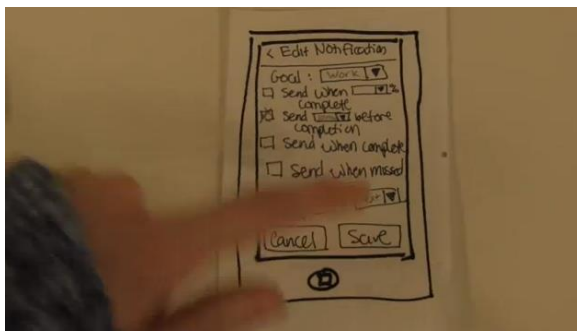 < Edit Notification
Goal : Work
Send when %
complete
Send before
completion
Send when complete
Send when missed
Cancel Save